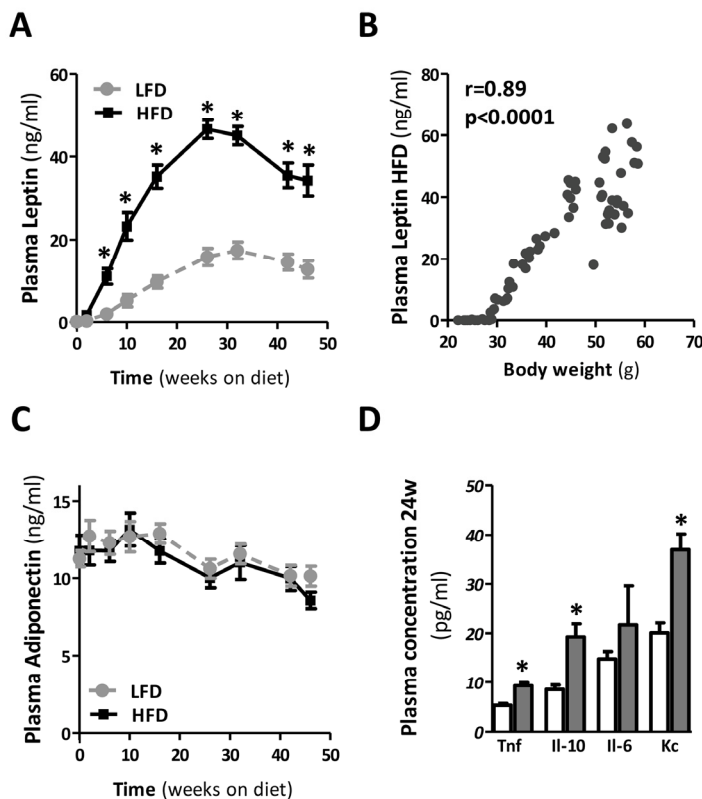 A
Plasma Leptin (ng/ml)
60
40
20
0
LFD
HFD
* * * * * * *
0 10 20 30 40 50
Time (weeks on diet)
B
Plasma Leptin HFD (ng/ml)
80
60
40
20
0
r=0.89
p<0.0001
20 30 40 50 60 70
Body weight (g)
C
Plasma Adiponectin (ng/ml)
15
10
5
0
LFD
HFD
0 10 20 30 40 50
Time (weeks on diet)
D
Plasma concentration 24w
(pg/ml)
50
40
30
20
10
0
* * *
Tnf Il-10 Il-6 Kc